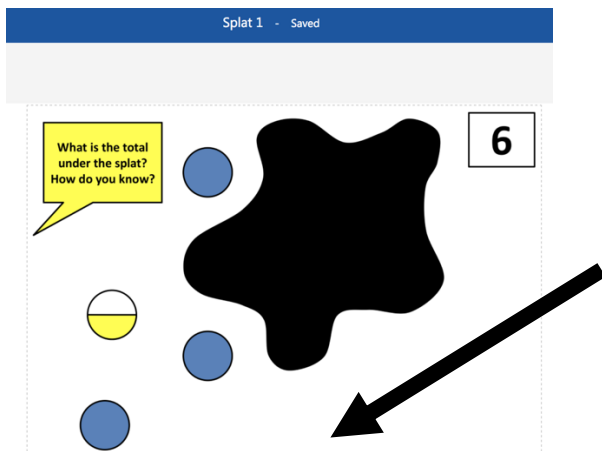 Splat 1 - Saved
What is the total
under the splat?
How do you know?
6